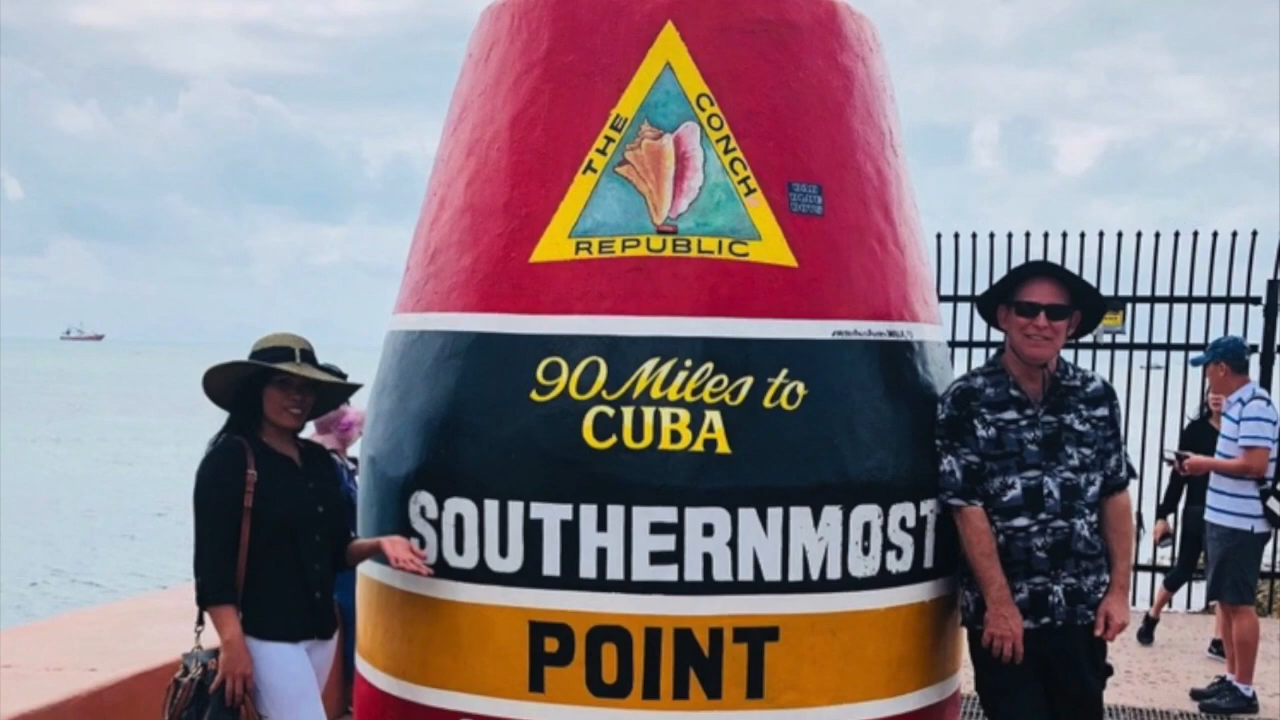 THE CONCH
REPUBLIC
90 Miles to
CUBA
SOUTHERNMOST
POINT